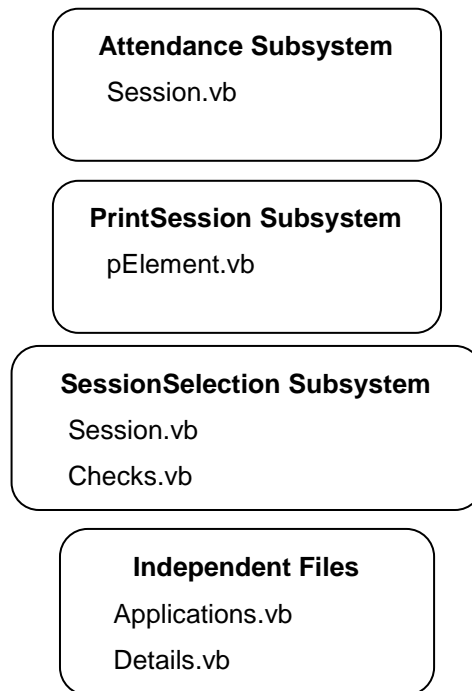 Attendance Subsystem
Session.vb
PrintSession Subsystem
pElement.vb
SessionSelection Subsystem
Session.vb
Checks.vb
Independent Files
Applications.vb
Details.vb